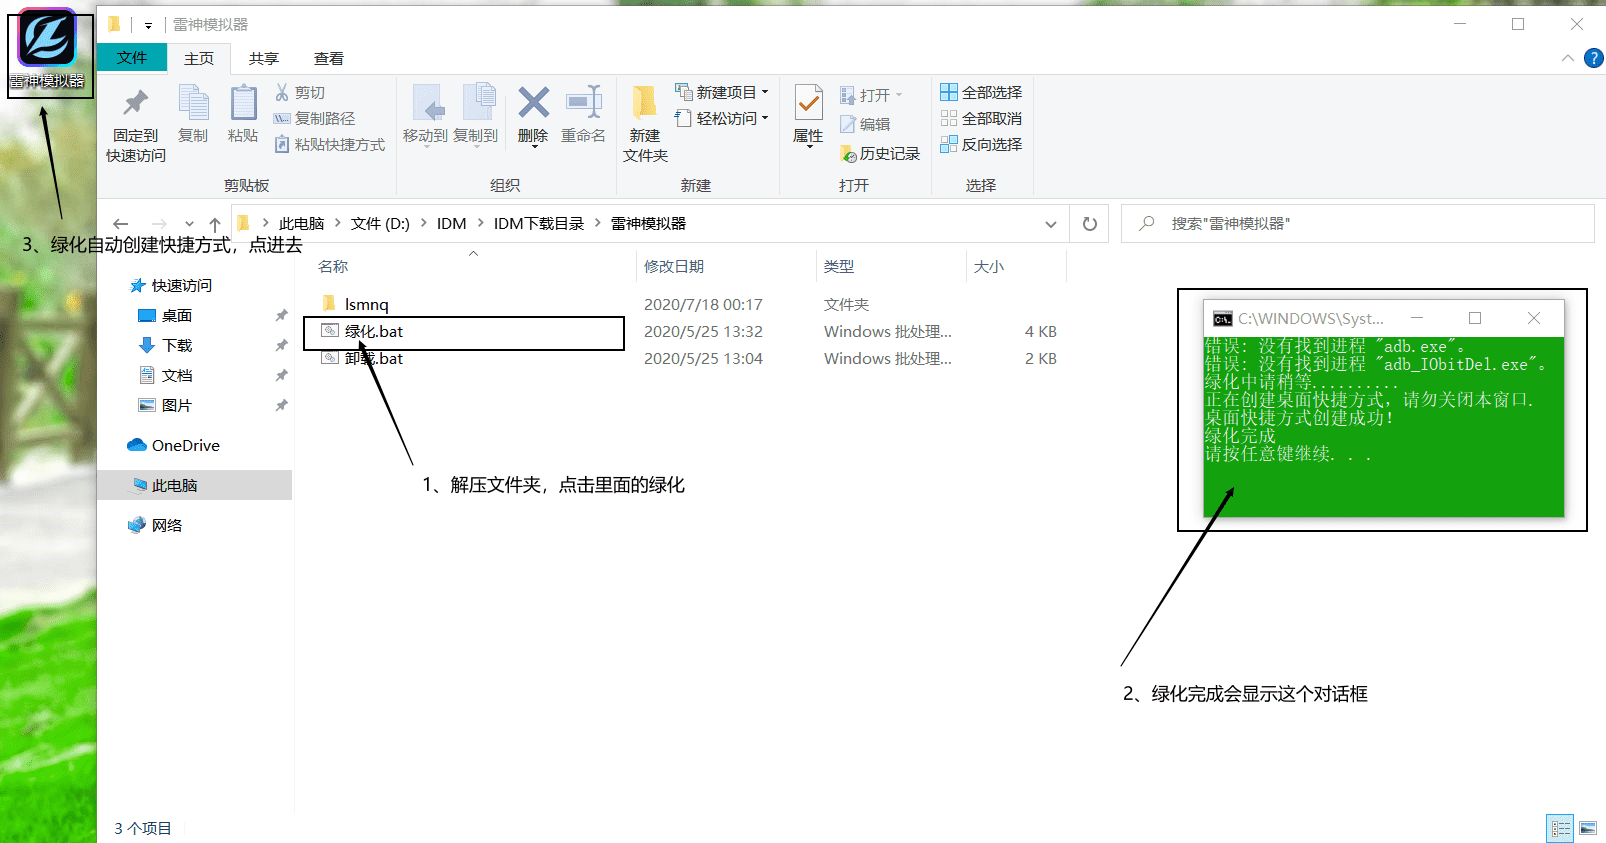 雷神模拟器
雷神模拟器
文件 主页 共享 查看
固定到
快速访问
复制
粘贴
剪切
复制路径
粘贴快捷方式
剪贴板
移动到
复制到
删除
重命名
组织
新建
文件夹
新建项目
轻松访问
新建
属性
打开
编辑
历史记录
打开
全部选择
全部取消
反向选择
选择
此电脑 文件 (D:) IDM IDM下载目录 雷神模拟器
搜索"雷神模拟器"
3、绿化自动创建快捷方式，点进去
名称 修改日期 类型 大小
快速访问
桌面
下载
文档
图片
OneDrive
此电脑
网络
lsmnq 2020/7/18 00:17 文件夹
绿化.bat 2020/5/25 13:32 Windows 批处理... 4 KB
卸载.bat 2020/5/25 13:04 Windows 批处理... 2 KB
1、解压文件夹，点击里面的绿化
C:\WINDOWS\Syst...
错误: 没有找到进程 "adb.exe"。
错误: 没有找到进程 "adb_IObitDel.exe"。
绿化中请稍等..........
正在创建桌面快捷方式，请勿关闭本窗口.
桌面快捷方式创建成功！
绿化完成
请按任意键继续. . .
2、绿化完成会显示这个对话框
3 个项目